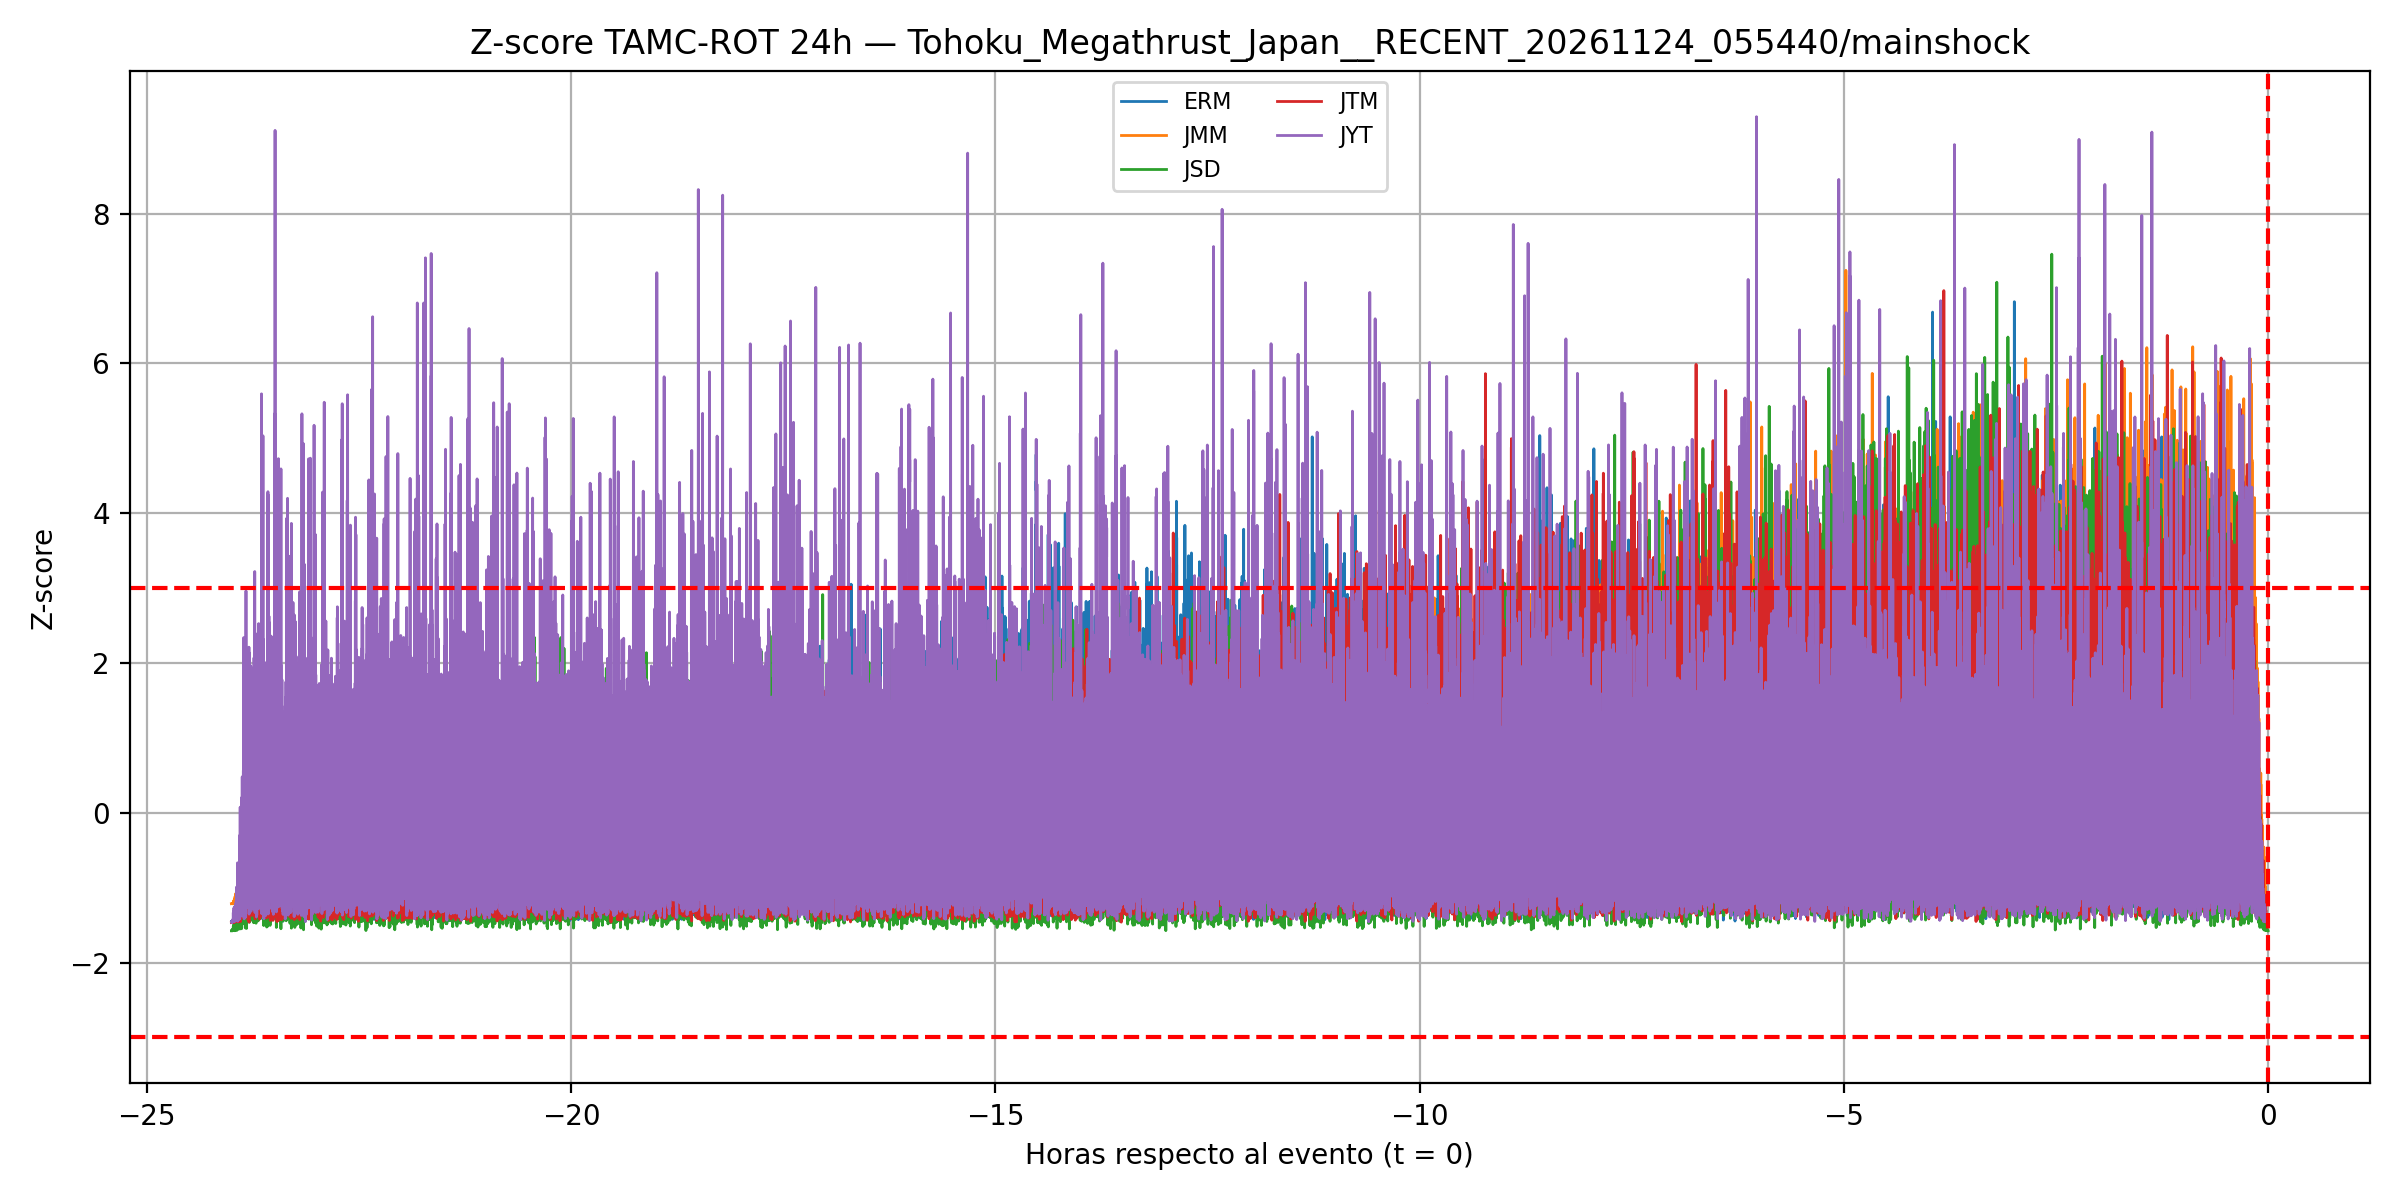 Z-score TAMC-ROT 24h — Tohoku_Megathrust_Japan__RECENT_20261124_055440/mainshock
ERM
JMM
JSD
JTM
JYT
Z-score
8
6
4
2
0
−2
−25
−20
−15
−10
−5
0
Horas respecto al evento (t = 0)